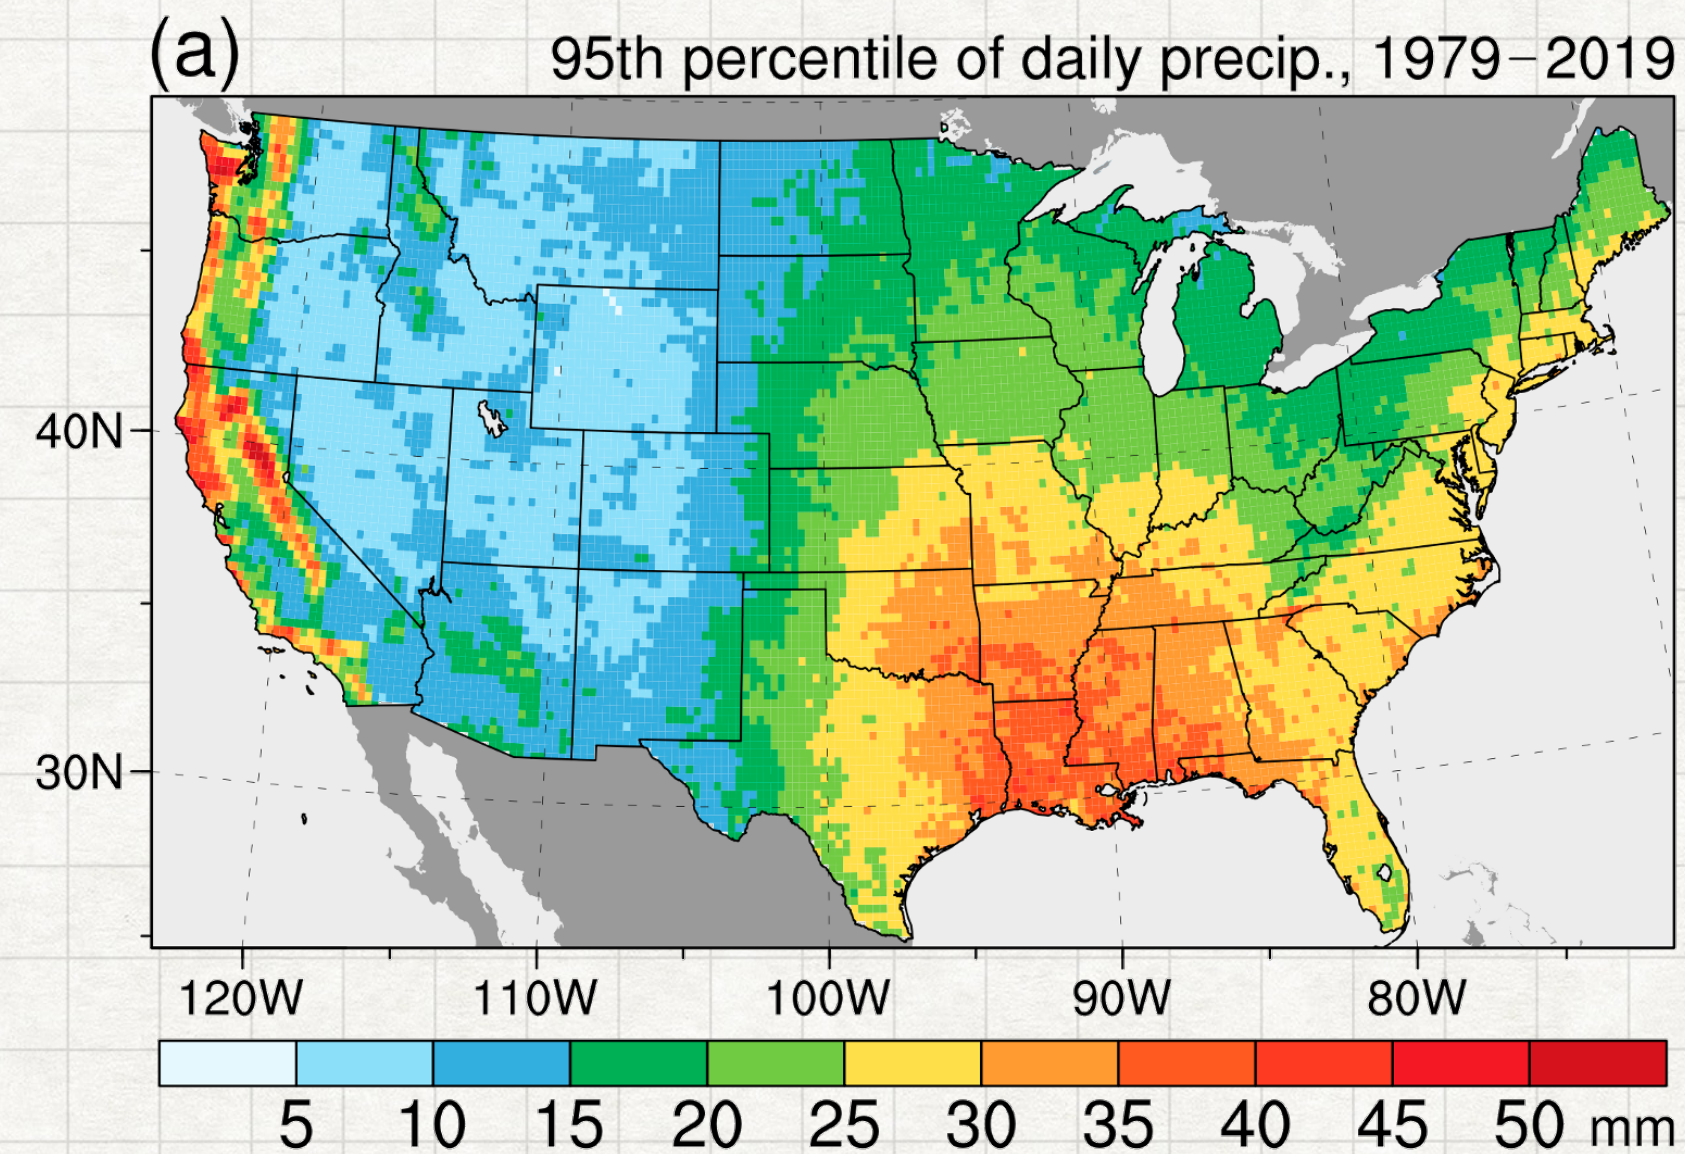 (a)
95th percentile of daily precip., 1979−2019
40N
30N
120W 110W 100W 90W 80W
5 10 15 20 25 30 35 40 45 50 mm